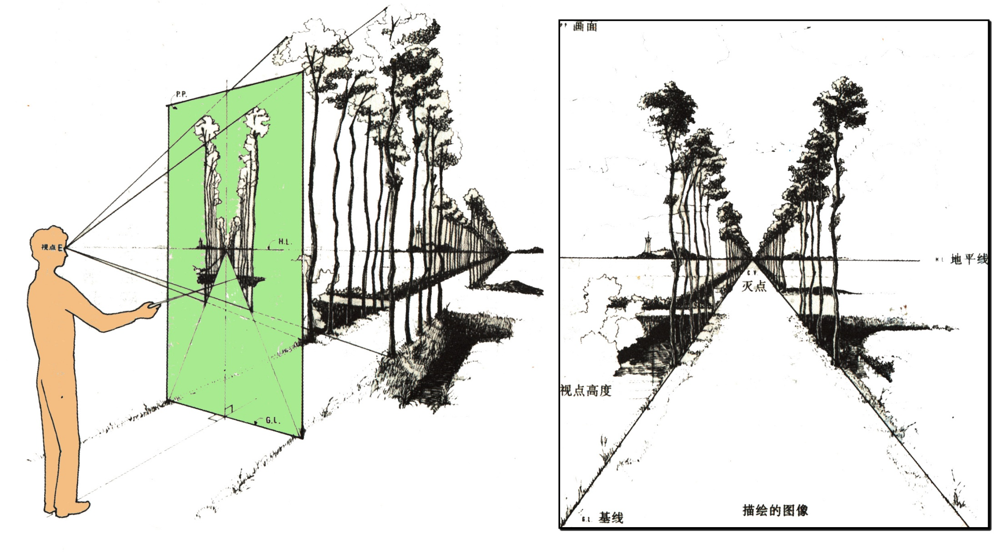 P.P.
視点E
H.L.
G.L.
P.P 画面
H.L 地平线
C.V.
灭点
视点高度
描绘的图像
G.L. 基线